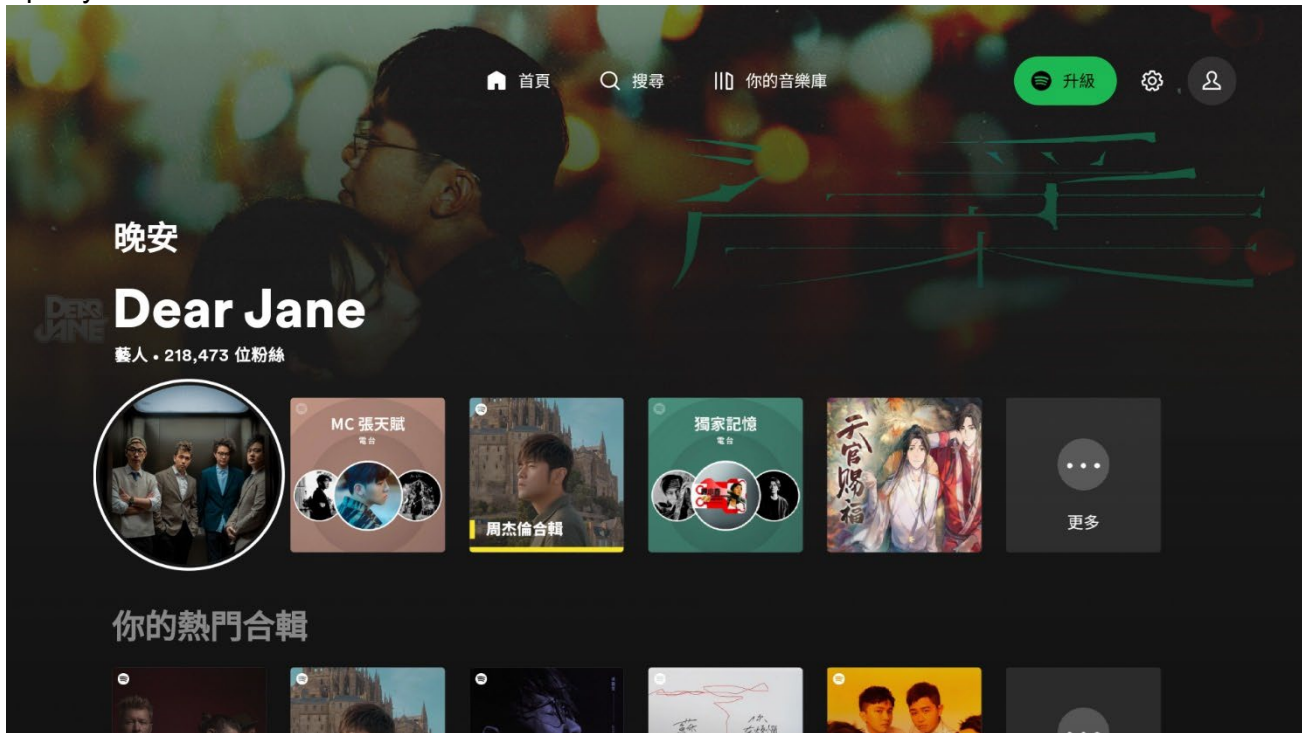 首頁
搜尋
你的音樂庫
升級
晚安
DEAR
JANE
Dear Jane
藝人 • 218,473 位粉絲
MC 張天賦
電台
周杰倫合輯
獨家記憶
電台
天官賜福
更多
你的熱門合輯